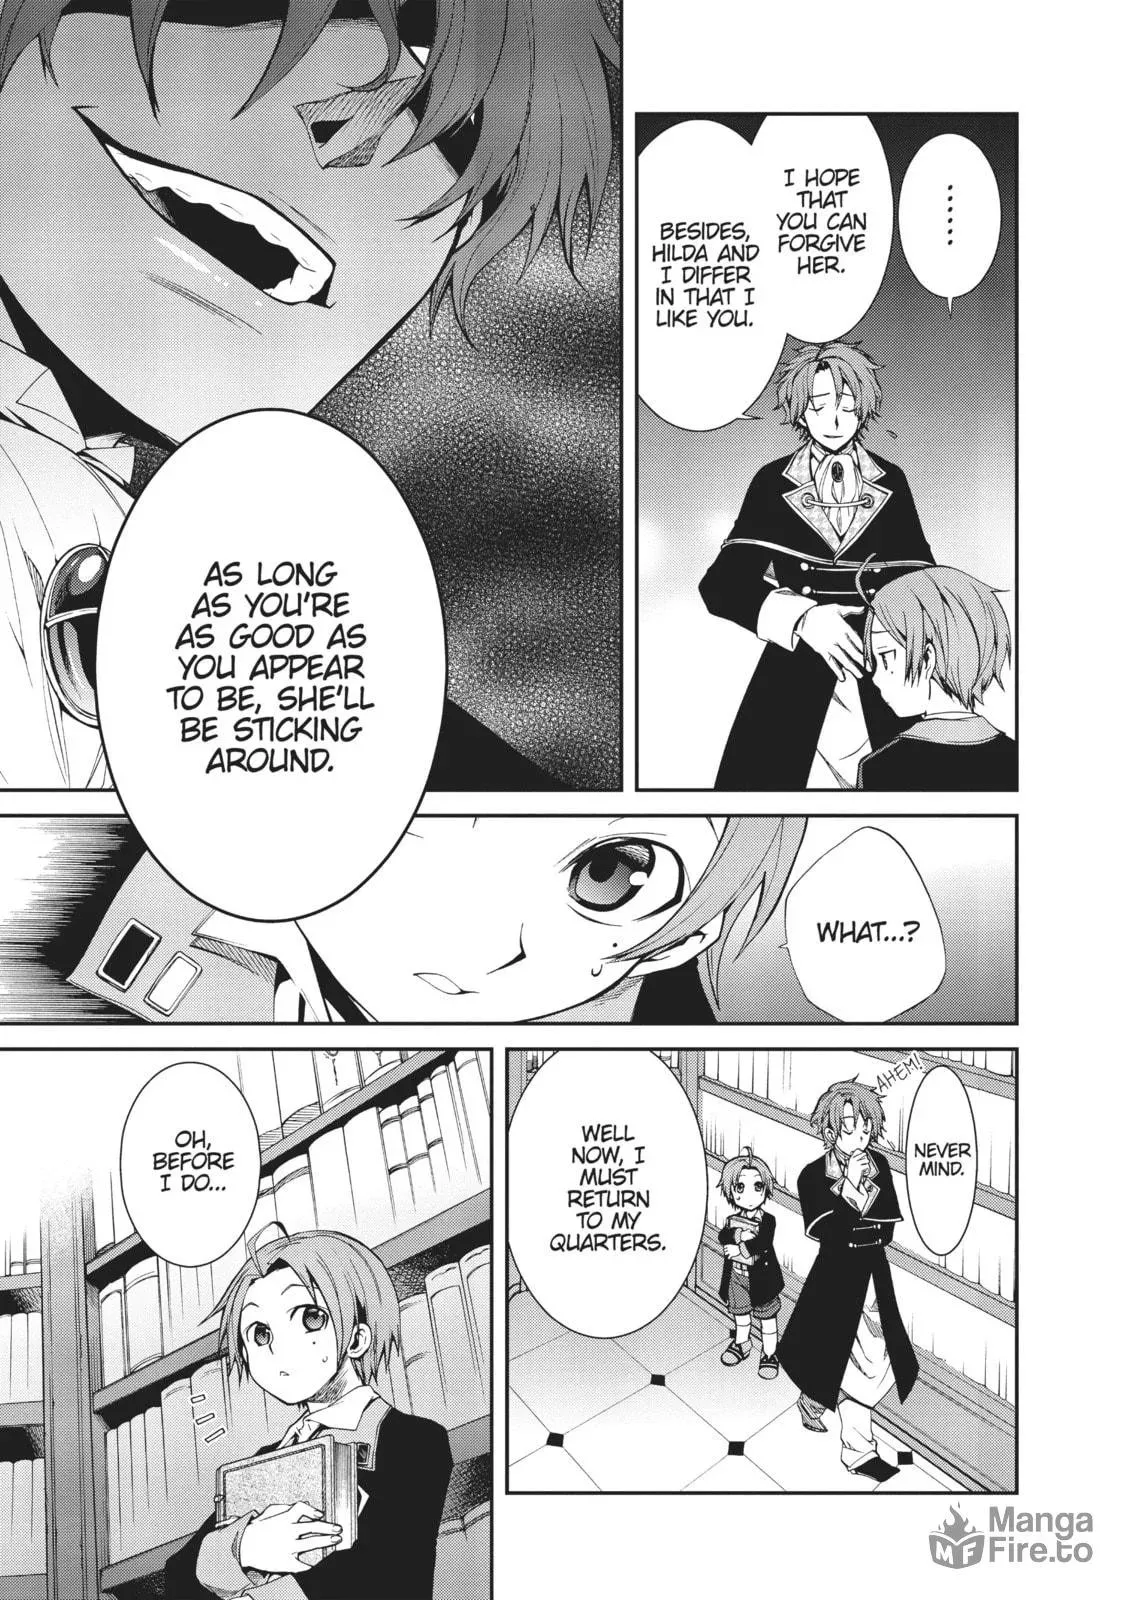 ......
I HOPE
THAT
YOU CAN
FORGIVE
HER.
BESIDES,
HILDA AND
I DIFFER
IN THAT I
LIKE YOU.
AS LONG
AS YOU'RE
AS GOOD AS
YOU APPEAR
TO BE, SHE'LL
BE STICKING
AROUND.
WHAT...?
AHEM!
NEVER
MIND.
WELL
NOW, I
MUST
RETURN
TO MY
QUARTERS.
OH,
BEFORE
I DO...
Manga
Fire.to
MF